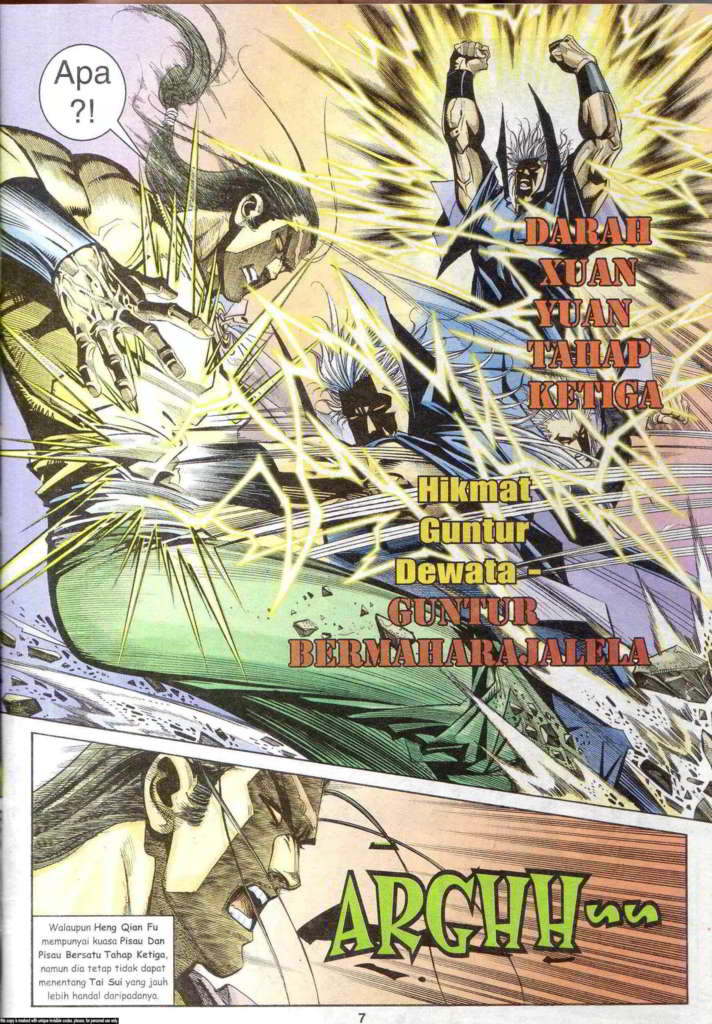 Apa
?!
DARAH
XUAN
YUAN
TAHAP
KETIGA
Hikmat
Guntur
Dewata -
GUNTUR
BERMAHARAJALELA
ARGHH
Walaupun Heng Qian Fu
mempunyai kuasa Pisau Dan
Pisau Bersatu Tahap Ketiga,
namun dia tetap tidak dapat
menentang Tai Sui yang jauh
lebih handal daripadanya.
7